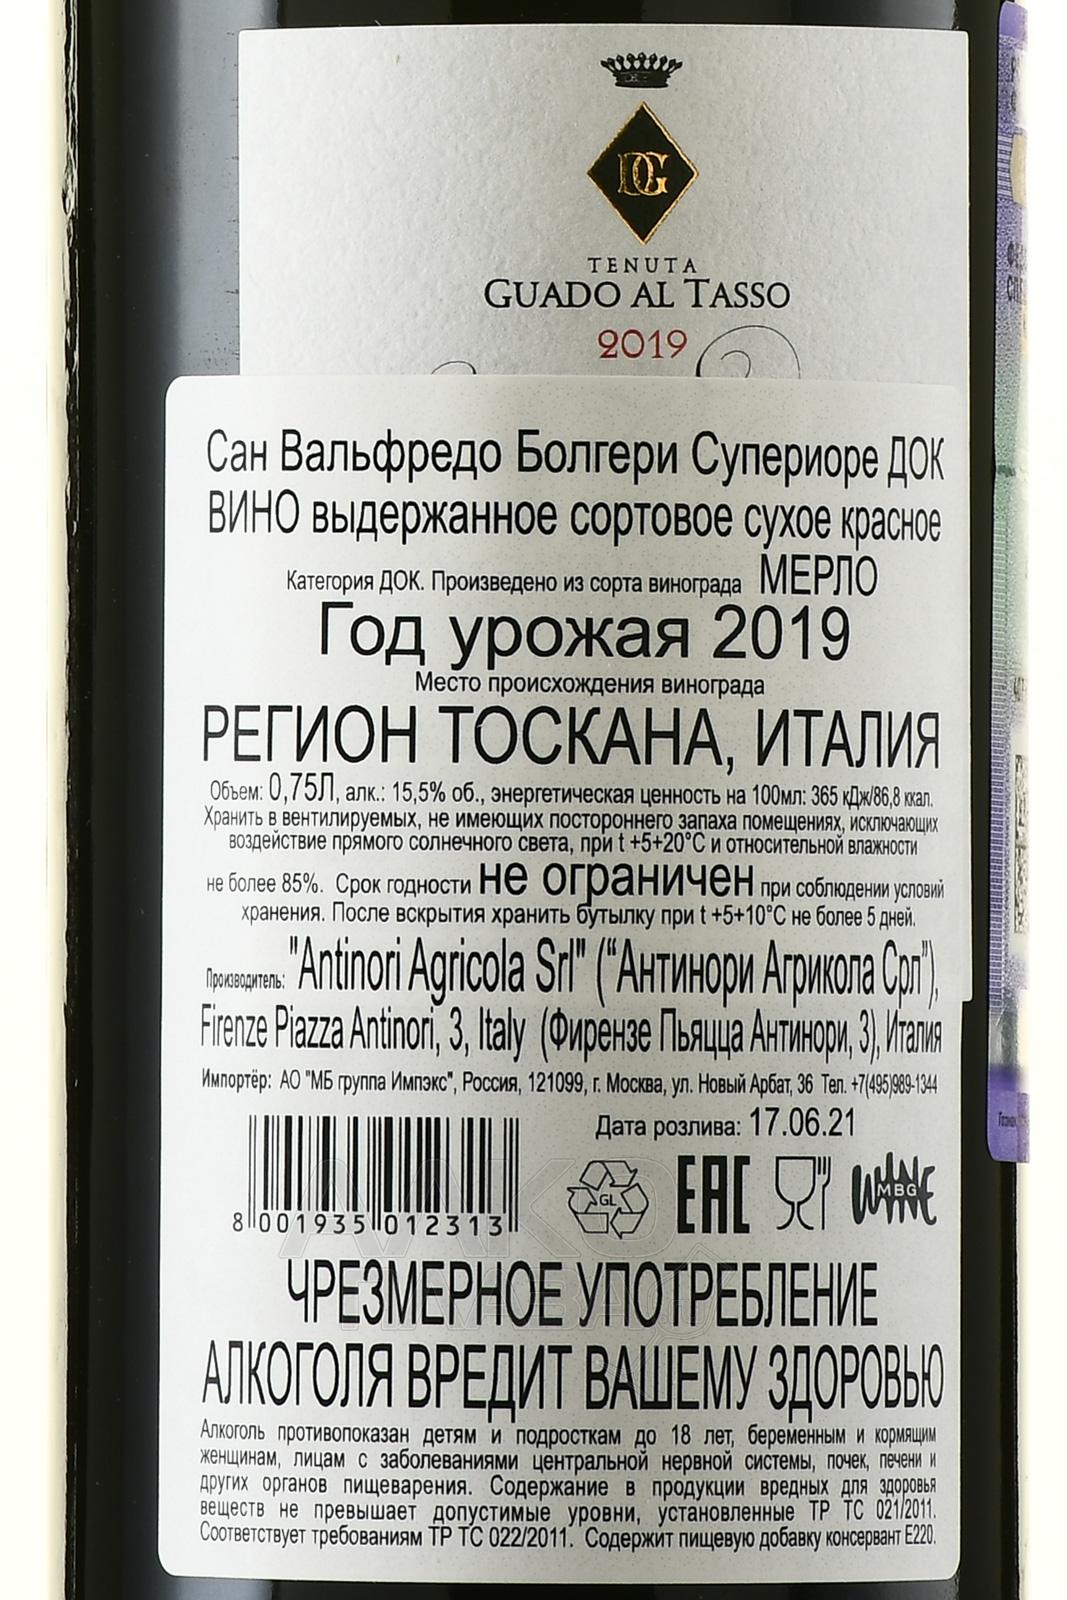 DG
TENUTA
GUADO AL TASSO
2019
Сан Вальфредо Болгери Супериоре ДОК
ВИНО выдержанное сортовое сухое красное
Категория ДОК. Произведено из сорта винограда МЕРЛО
Год урожая 2019
Место происхождения винограда
РЕГИОН ТОСКАНА, ИТАЛИЯ
Объем: 0,75Л, алк.: 15,5% об., энергетическая ценность на 100мл: 365 кДж/86,8 ккал.
Хранить в вентилируемых, не имеющих постороннего запаха помещениях, исключающих
воздействие прямого солнечного света, при t +5+20°С и относительной влажности
не более 85%. Срок годности не ограничен при соблюдении условий
хранения. После вскрытия хранить бутылку при t +5+10°С не более 5 дней.
Производитель: "Antinori Agricola Srl" (“Антинори Агрикола Срл”),
Firenze Piazza Antinori, 3, Italy (Фирензе Пьяцца Антинори, 3), Италия
Импортёр: АО "МБ группа Импэкс", Россия, 121099, г. Москва, ул. Новый Арбат, 36 Тел. +7(495)989-1344
Дата розлива: 17.06.21
8 001935 012313
GL
EAC
WINE
MBG
ЧРЕЗМЕРНОЕ УПОТРЕБЛЕНИЕ
АЛКОГОЛЯ ВРЕДИТ ВАШЕМУ ЗДОРОВЬЮ
Алкоголь противопоказан детям и подросткам до 18 лет, беременным и кормящим
женщинам, лицам с заболеваниями центральной нервной системы, почек, печени и
других органов пищеварения. Содержание в продукции вредных для здоровья
веществ не превышает допустимые уровни, установленные ТР ТС 021/2011.
Соответствует требованиям ТР ТС 022/2011. Содержит пищевую добавку консервант Е220.